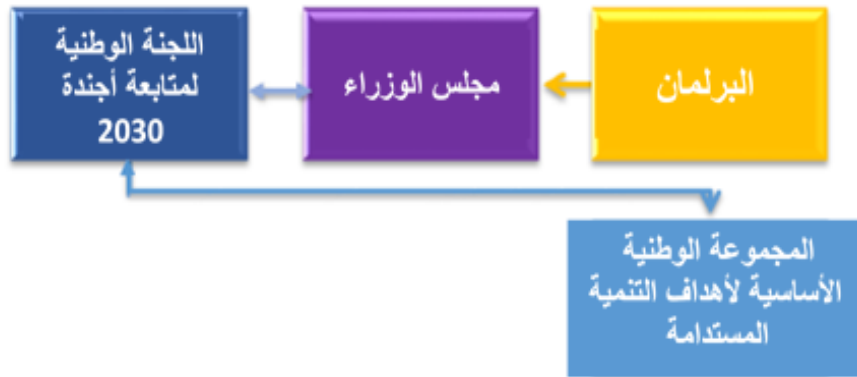 البرلمان
مجلس الوزراء
اللجنة الوطنية
لمتابعة أجندة
2030
المجموعة الوطنية
الأساسية لأهداف التنمية
المستدامة